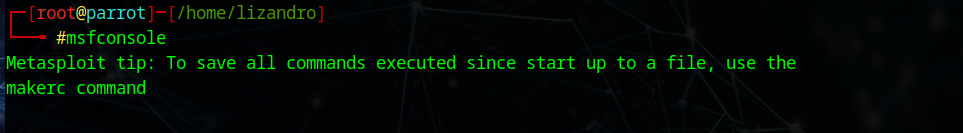 ┌─[root@parrot]─[/home/lizandro]
└──╼ #msfconsole
Metasploit tip: To save all commands executed since start up to a file, use the
makerc command